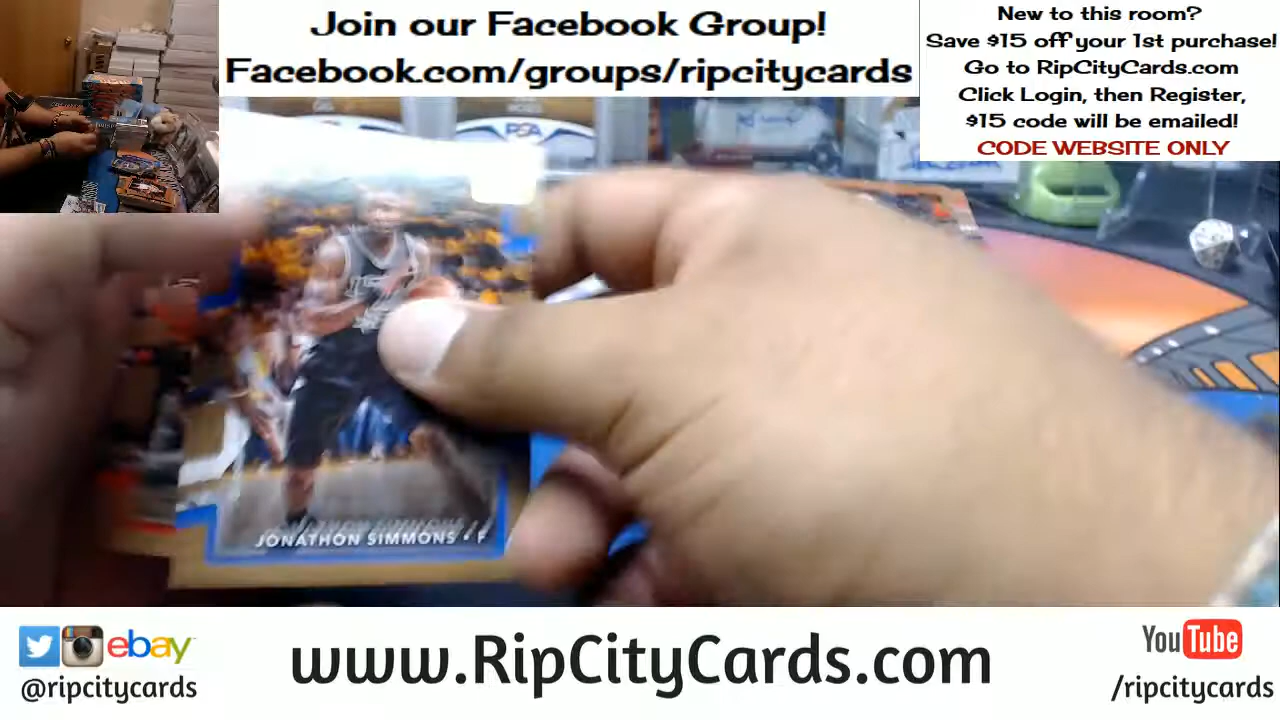 Join our Facebook Group!
Facebook.com/groups/ripcitycards
New to this room?
Save $15 off your 1st purchase!
Go to RipCityCards.com
Click Login, then Register,
$15 code will be emailed!
CODE WEBSITE ONLY
PSA
JONATHON SIMMONS • F
ebay
@ripcitycards
www.RipCityCards.com
YouTube
/ripcitycards